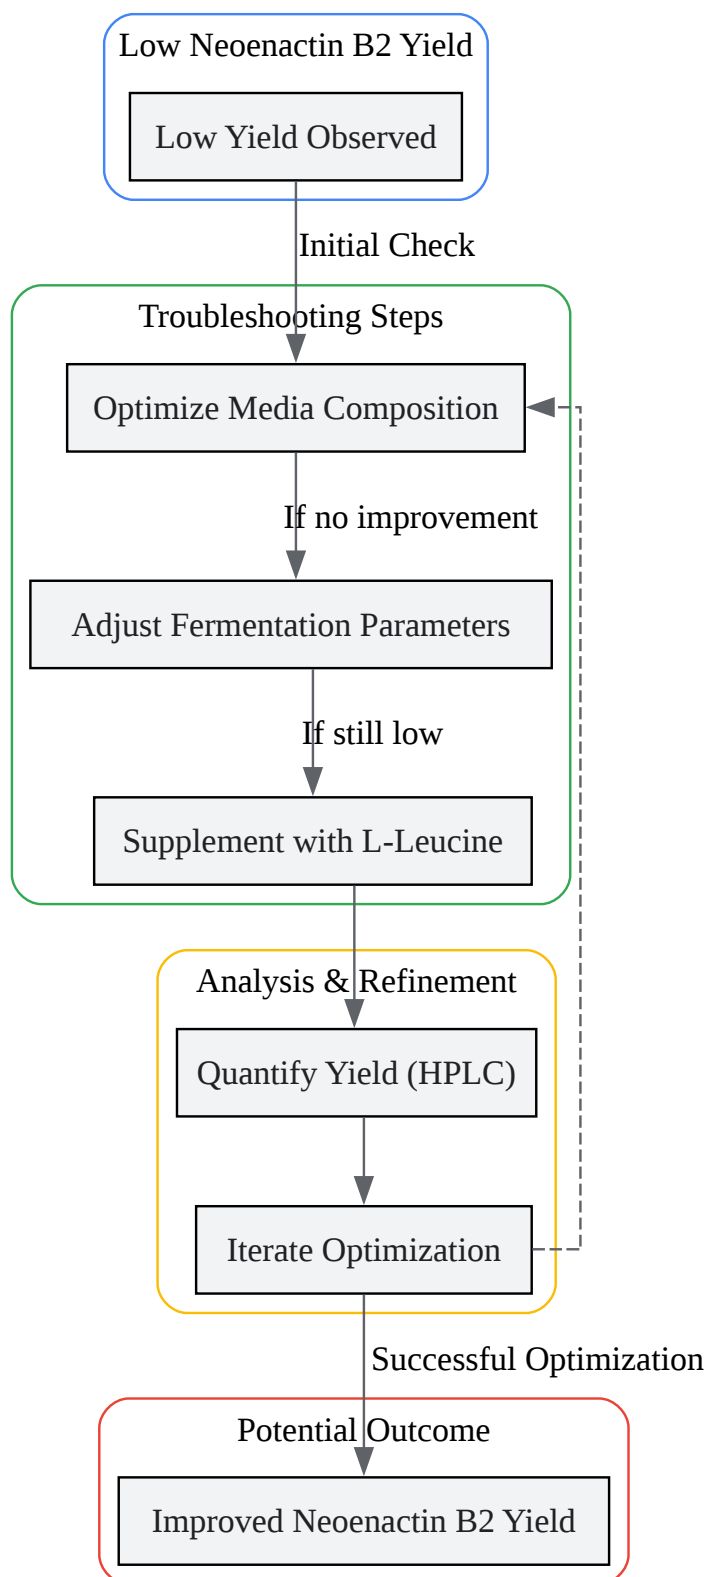 Low Neoenactin B2 Yield
Low Yield Observed
Initial Check
Troubleshooting Steps
Optimize Media Composition
If no improvement
Adjust Fermentation Parameters
If still low
Supplement with L-Leucine
Analysis & Refinement
Quantify Yield (HPLC)
Iterate Optimization
Successful Optimization
Potential Outcome
Improved Neoenactin B2 Yield